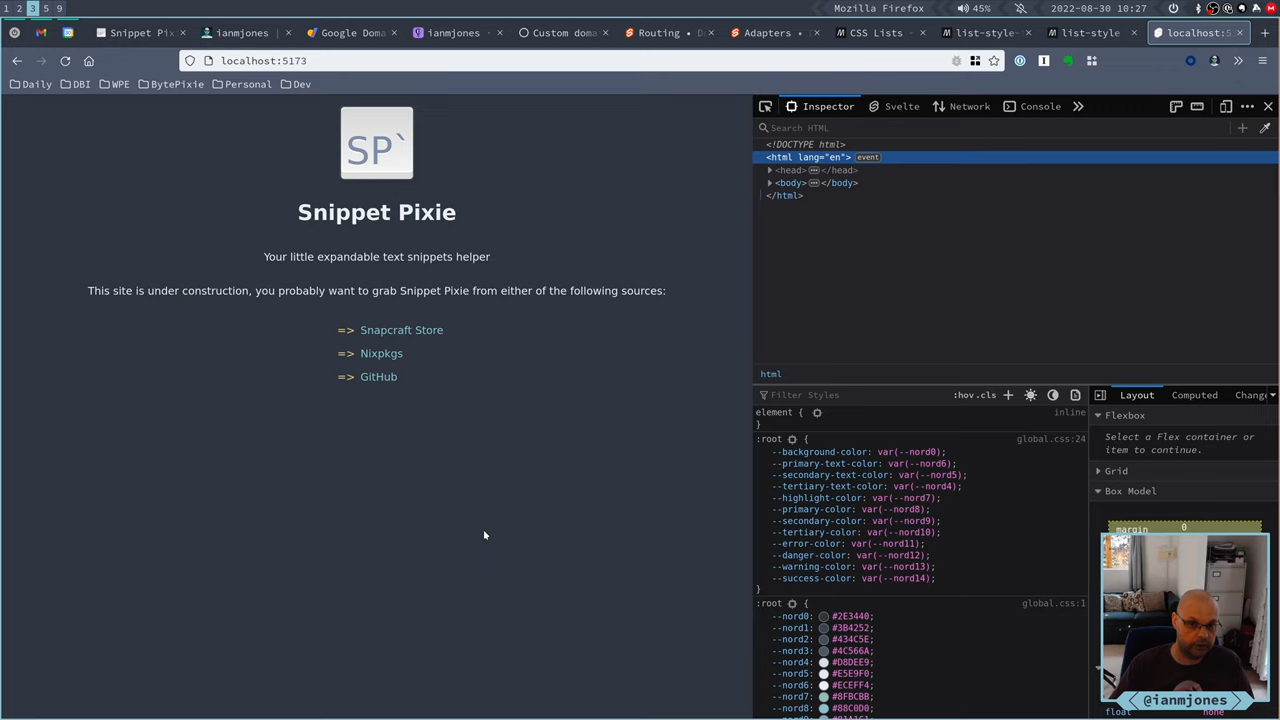 1 2 3 5 9
Mozilla Firefox
45%
2022-08-30 10:27
Snippet Pixi
ianmjones
Google Doma
ianmjones
Custom doma
Routing • D
Adapters •
CSS Lists -
list-style-
list-style
localhost:5
localhost:5173
Daily
DBI
WPE
BytePixie
Personal
Dev
SP`
Snippet Pixie
Your little expandable text snippets helper
This site is under construction, you probably want to grab Snippet Pixie from either of the following sources:
=> Snapcraft Store
=> Nixpkgs
=> GitHub
Inspector
Svelte
Network
Console
Search HTML
<!DOCTYPE html>
<html lang="en"> event
<head> ••• </head>
<body> ••• </body>
</html>
html
Filter Styles
:hov .cls
Layout
Computed
Chang
element {
inline
}
:root {
global.css:24
--background-color: var(--nord0);
--primary-text-color: var(--nord6);
--secondary-text-color: var(--nord5);
--tertiary-text-color: var(--nord4);
--highlight-color: var(--nord7);
--primary-color: var(--nord8);
--secondary-color: var(--nord9);
--tertiary-color: var(--nord10);
--error-color: var(--nord11);
--danger-color: var(--nord12);
--warning-color: var(--nord13);
--success-color: var(--nord14);
}
:root {
global.css:1
--nord0: #2E3440;
--nord1: #3B4252;
--nord2: #434C5E;
--nord3: #4C566A;
--nord4: #D8DEE9;
--nord5: #E5E9F0;
--nord6: #ECEFF4;
--nord7: #8FBCBB;
--nord8: #88C0D0;
Flexbox
Select a Flex container or
item to continue.
Grid
Box Model
margin
0
@ianmjones
float
none